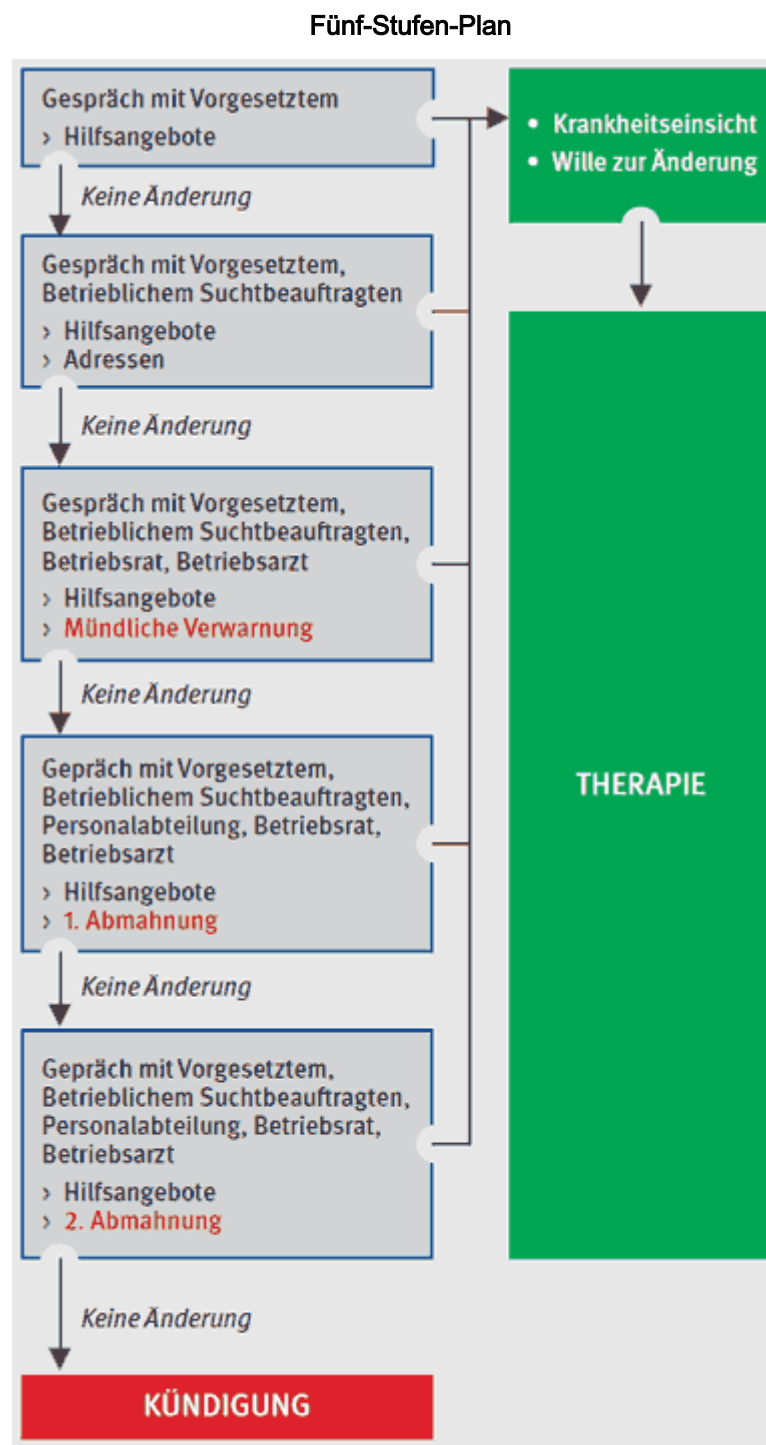 Fünf-Stufen-Plan
Gespräch mit Vorgesetztem
› Hilfsangebote
Keine Änderung
Gespräch mit Vorgesetztem,
Betrieblichem Suchtbeauftragten
› Hilfsangebote
› Adressen
Keine Änderung
Gespräch mit Vorgesetztem,
Betrieblichem Suchtbeauftragten,
Betriebsrat, Betriebsarzt
› Hilfsangebote
› Mündliche Verwarnung
Keine Änderung
Gepräch mit Vorgesetztem,
Betrieblichem Suchtbeauftragten,
Personalabteilung, Betriebsrat,
Betriebsarzt
› Hilfsangebote
› 1. Abmahnung
Keine Änderung
Gepräch mit Vorgesetztem,
Betrieblichem Suchtbeauftragten,
Personalabteilung, Betriebsrat,
Betriebsarzt
› Hilfsangebote
› 2. Abmahnung
Keine Änderung
KÜNDIGUNG
• Krankheitseinsicht
• Wille zur Änderung
THERAPIE